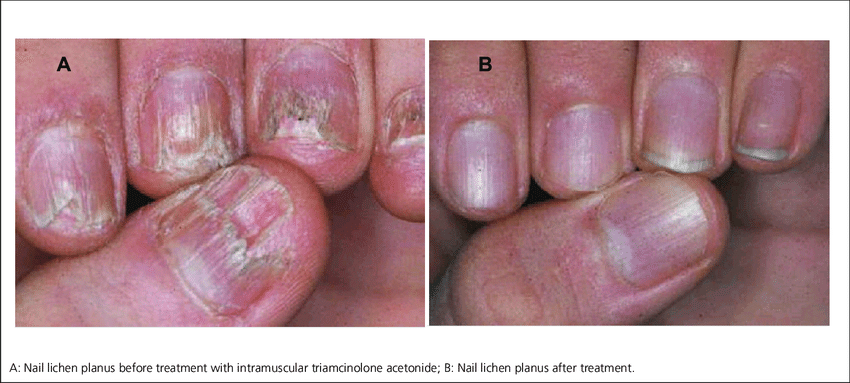 A
B
A: Nail lichen planus before treatment with intramuscular triamcinolone acetonide; B: Nail lichen planus after treatment.